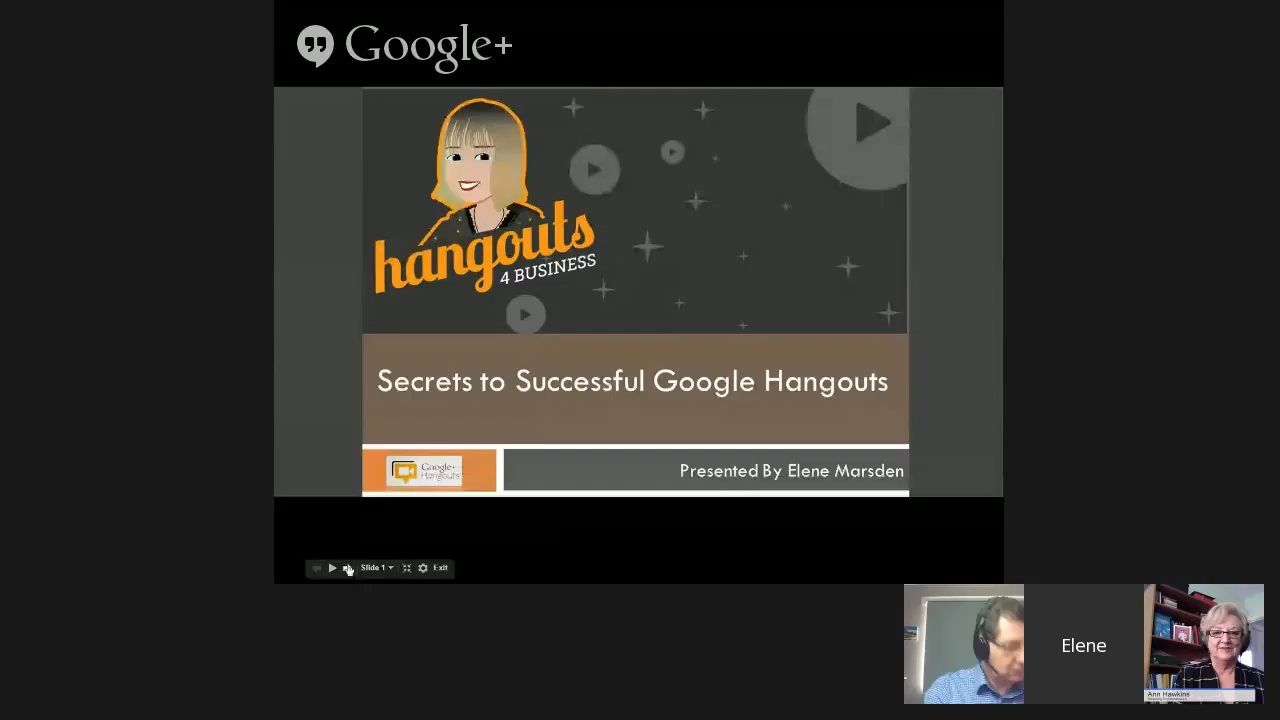 Google+
hangouts
4 BUSINESS
Secrets to Successful Google Hangouts
Google+
Hangouts
Presented By Elene Marsden
Slide 1
Exit
Elene
Ann Hawkins